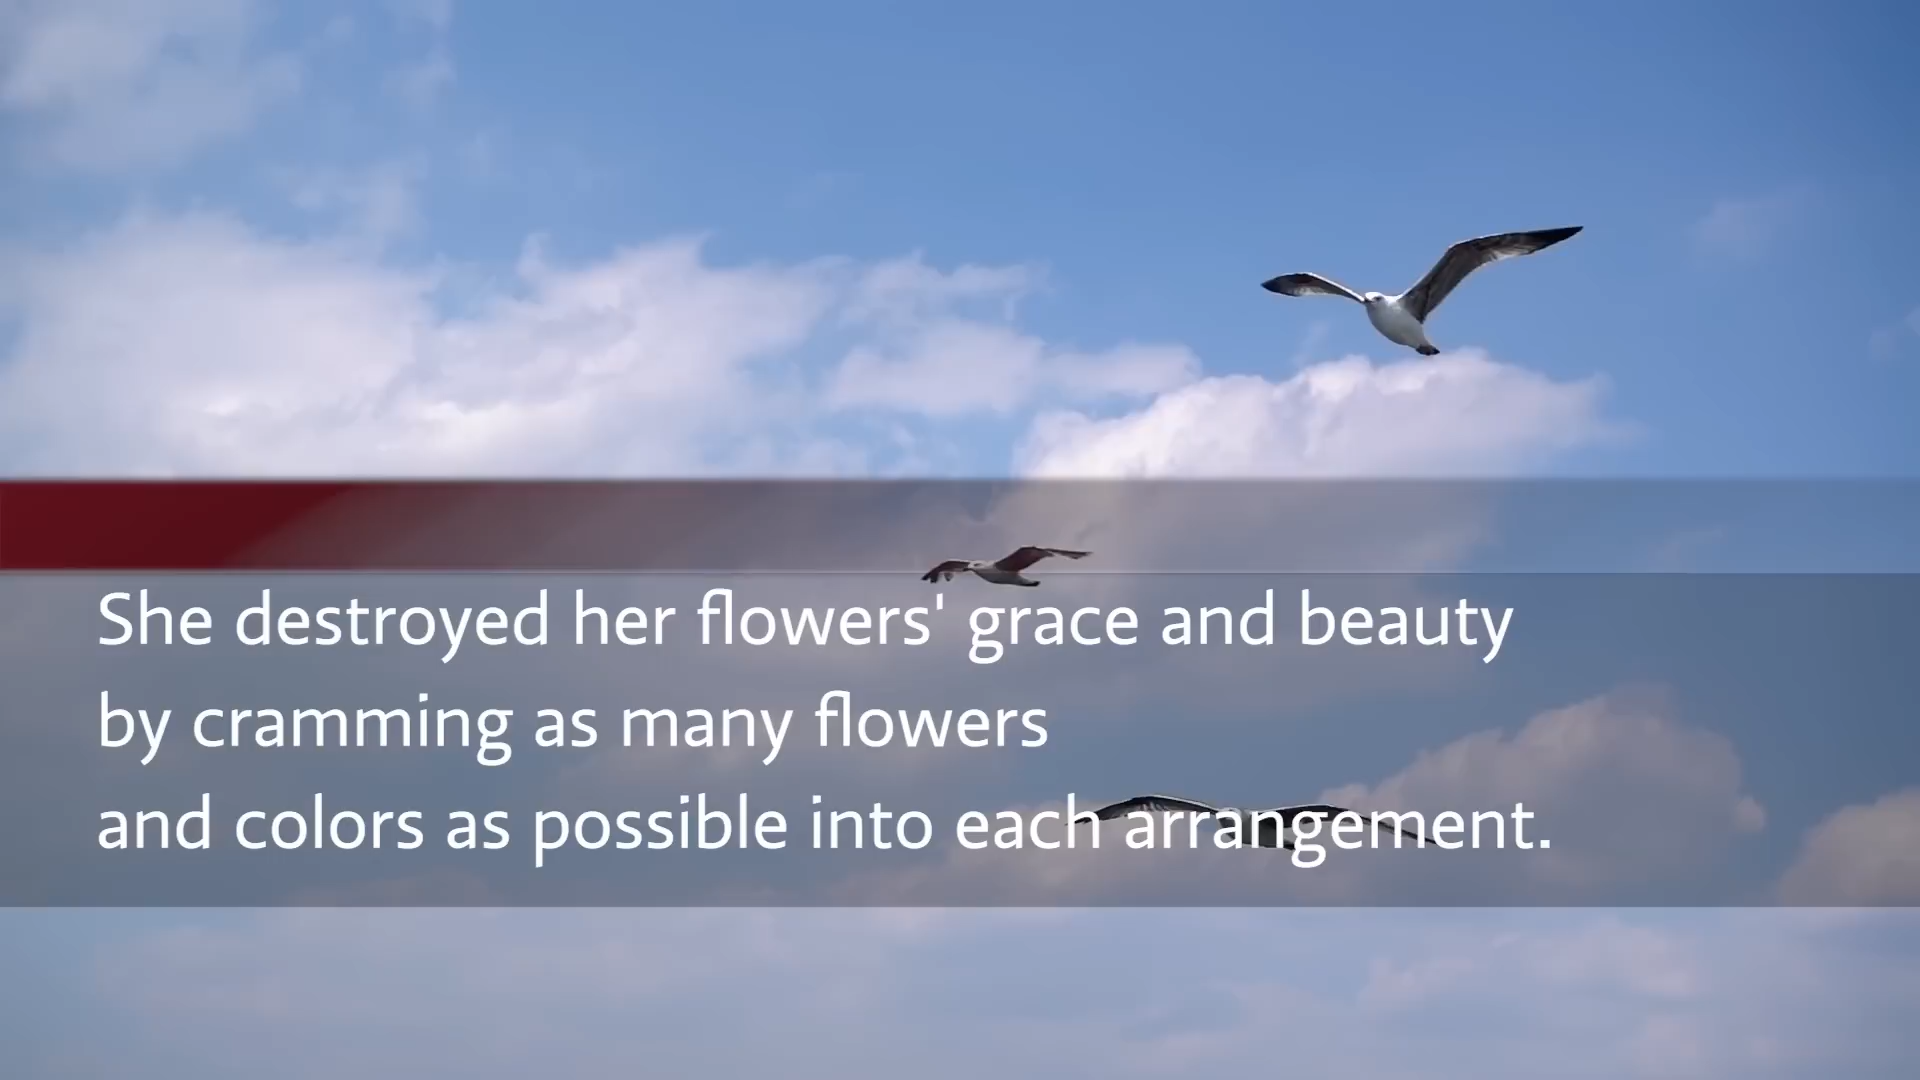 She destroyed her flowers' grace and beauty
by cramming as many flowers
and colors as possible into each arrangement.